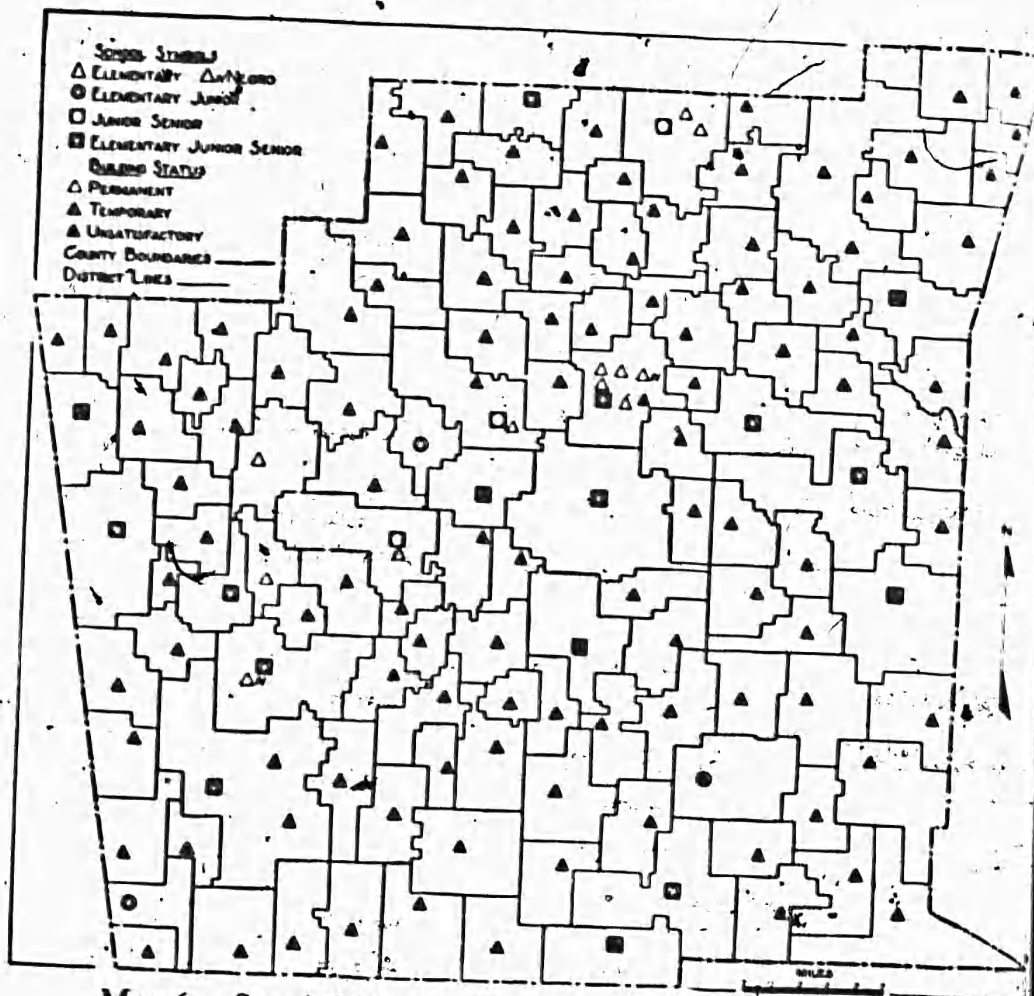 SCHOOL SYMBOLS
△ ELEMENTARY △N NEGRO
ELEMENTARY JUNIOR
JUNIOR SENIOR
ELEMENTARY JUNIOR SENIOR
BUILDING STATUS
△ PERMANENT
▲ TEMPORARY
▲ UNSATISFACTORY
COUNTY BOUNDARIES
DISTRICT LINES
N
N
N
MILES